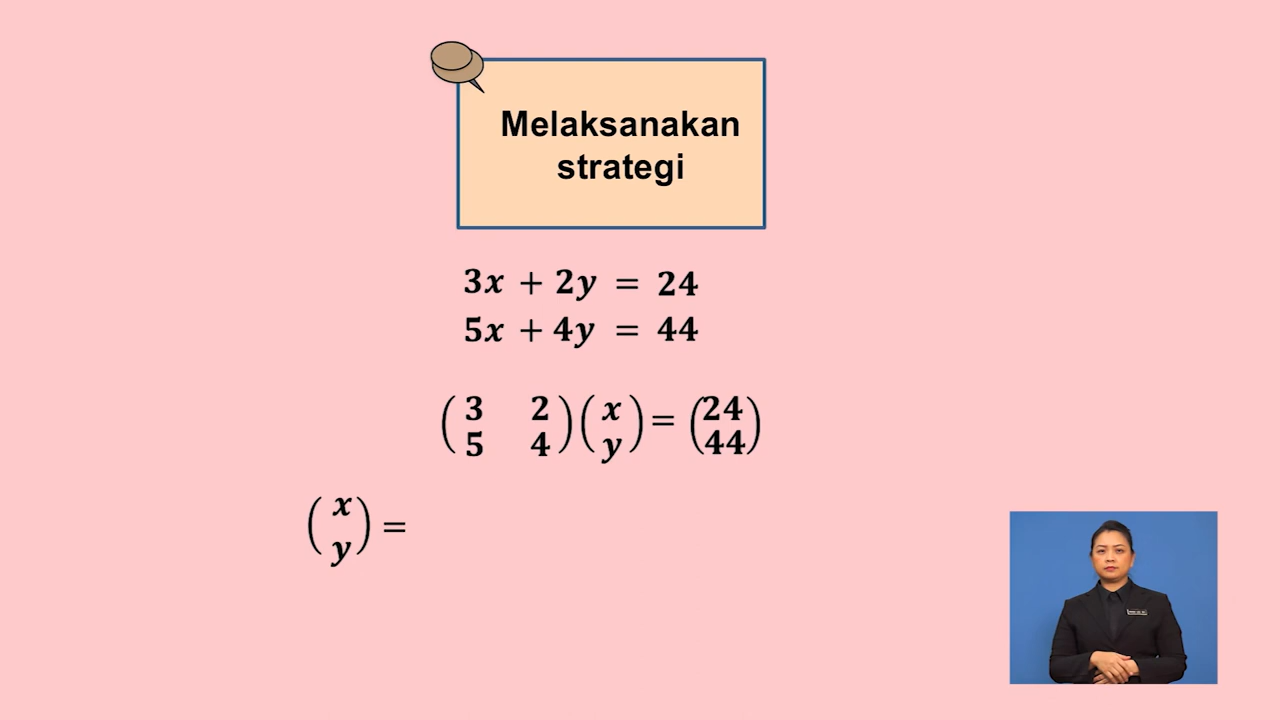 Melaksanakan
strategi
3x + 2y = 24
5x + 4y = 44
(3 2) (x) = (24)
(5 4) (y) (44)
(x) =
(y)